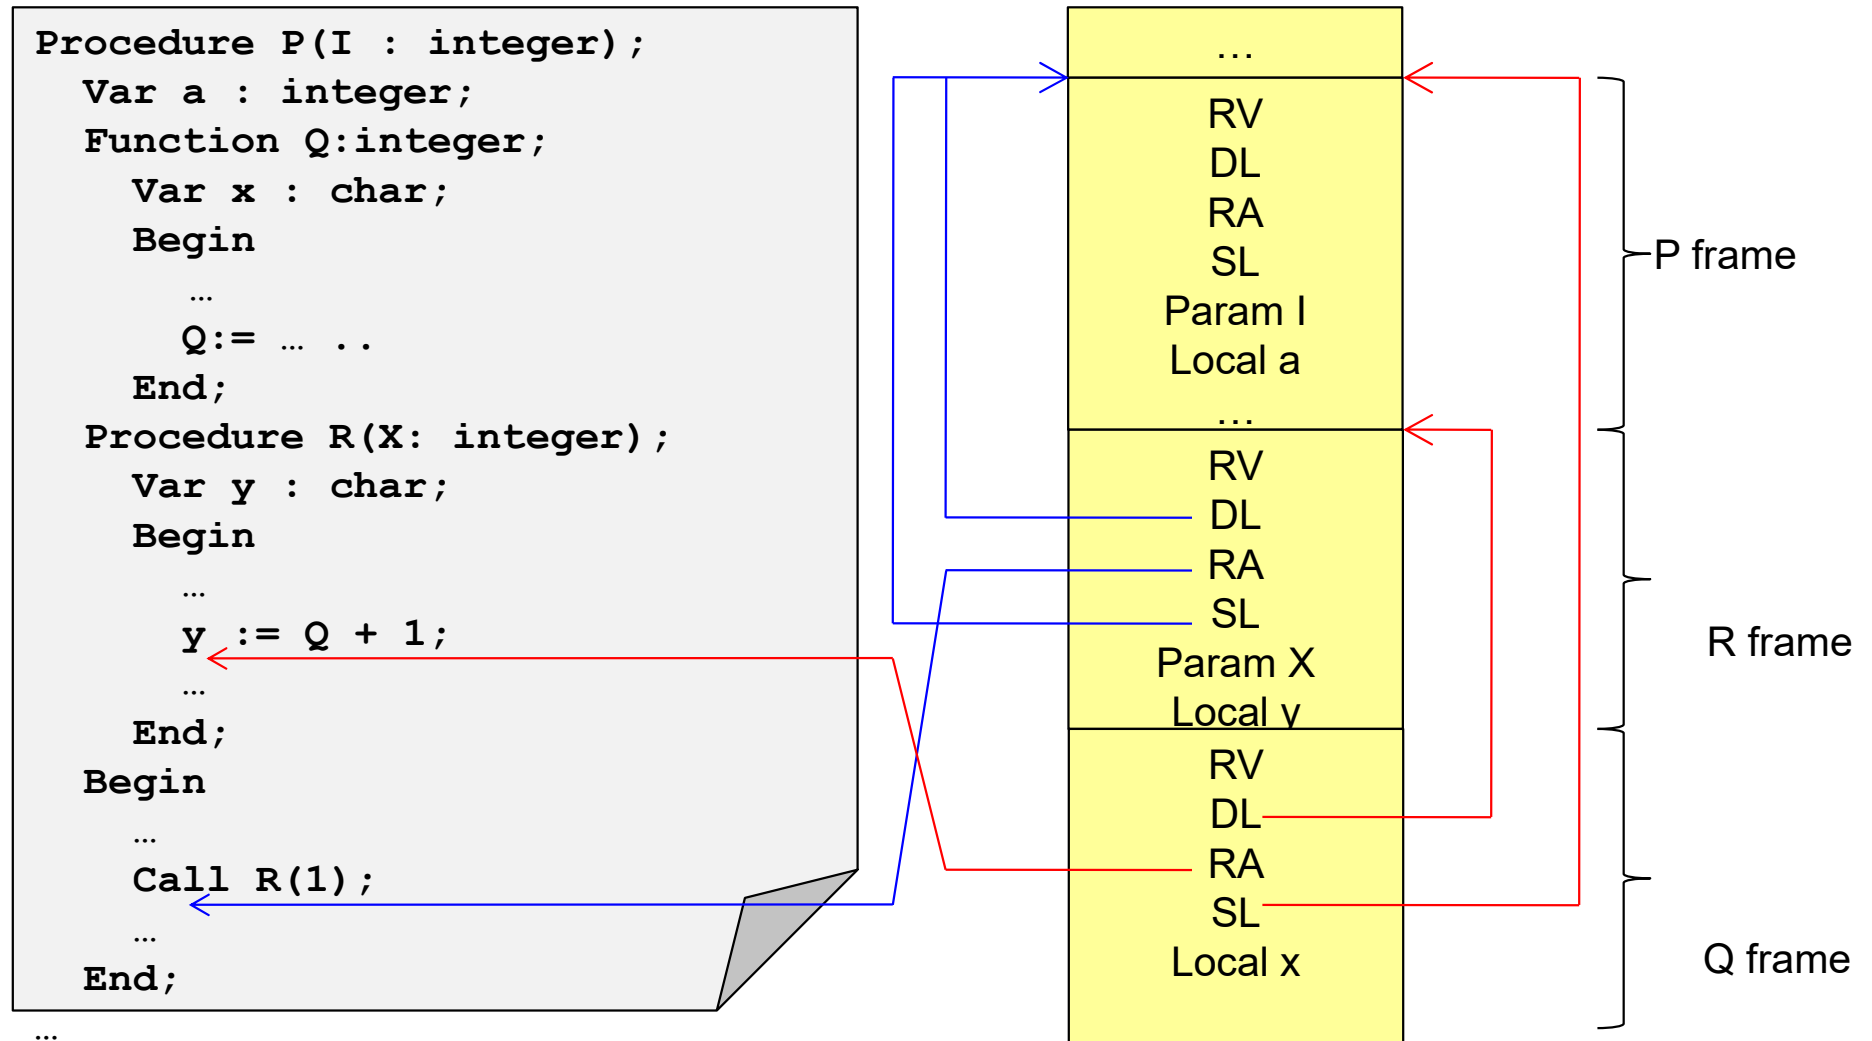 Procedure P(I : integer);
Var a : integer;
Function Q:integer;
Var x : char;
Begin
…
Q:= … ..
End;
Procedure R(X: integer);
Var y : char;
Begin
…
y := Q + 1;
…
End;
Begin
…
Call R(1);
…
End;
…
…
RV
DL
RA
SL
Param I
Local a
…
RV
DL
RA
SL
Param X
Local y
RV
DL
RA
SL
Local x
P frame
R frame
Q frame